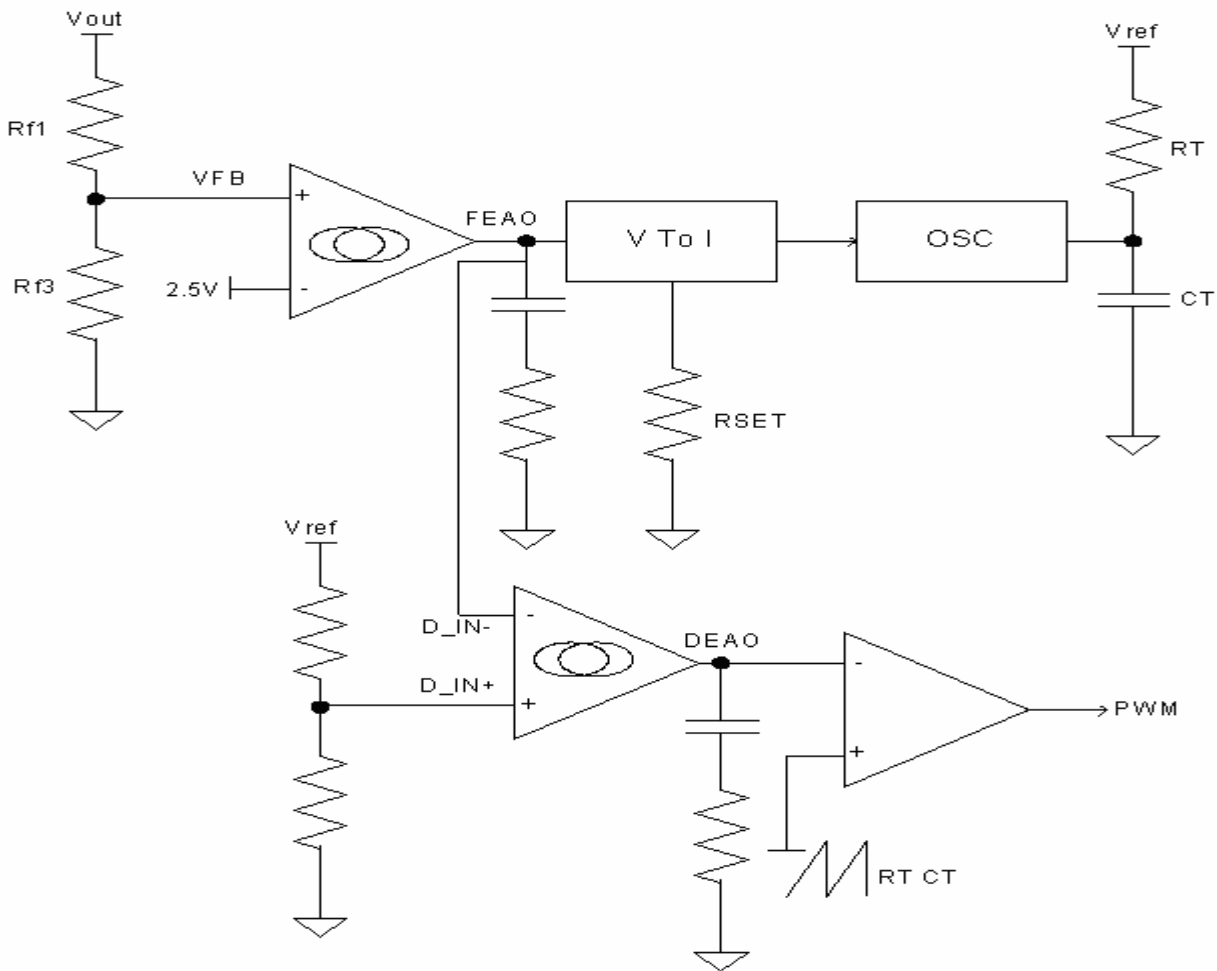 Vout
Vref
Rf1
RT
VFB
+
FEAO
V To I
OSC
Rf3
2.5V
-
CT
RSET
Vref
D_IN-
-
DEAO
D_IN+
+
-
PWM
+
RT CT